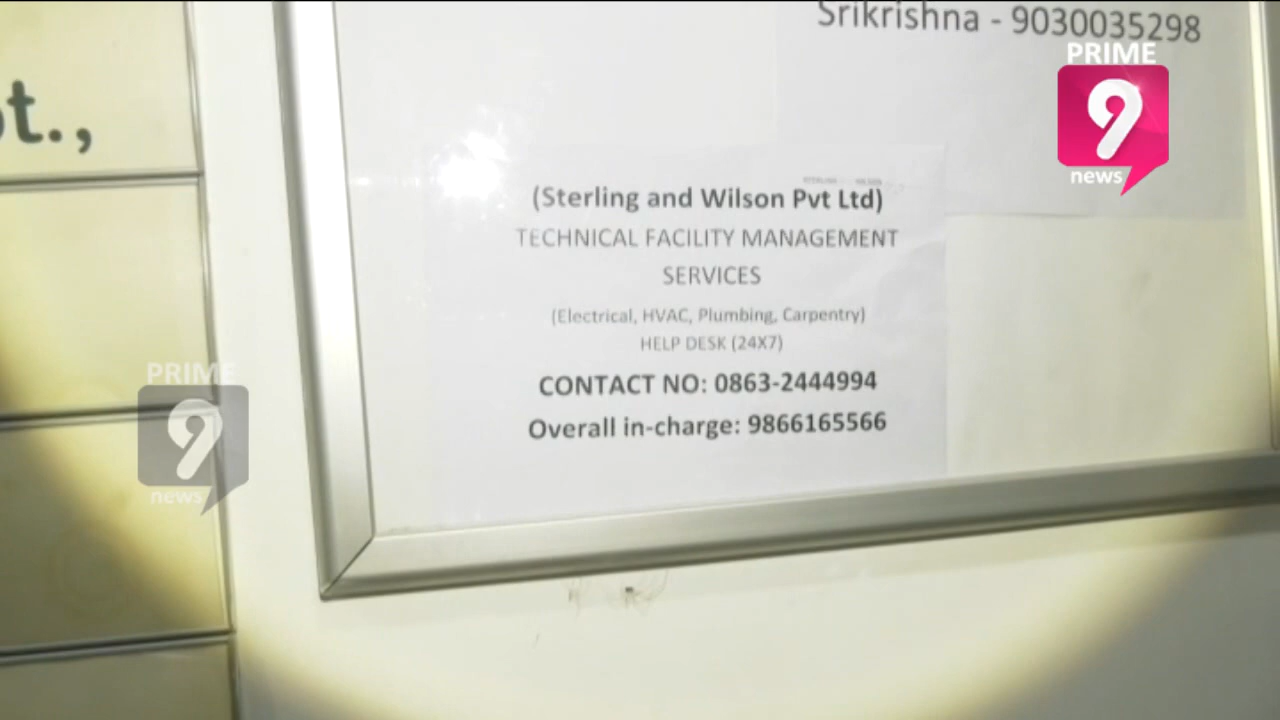 Srikrishna - 9030035298
PRIME
9
news
t.,
(Sterling and Wilson Pvt Ltd)
TECHNICAL FACILITY MANAGEMENT
SERVICES
(Electrical, HVAC, Plumbing, Carpentry)
HELP DESK (24X7)
CONTACT NO: 0863-2444994
Overall in-charge: 9866165566
PRIME
9
news